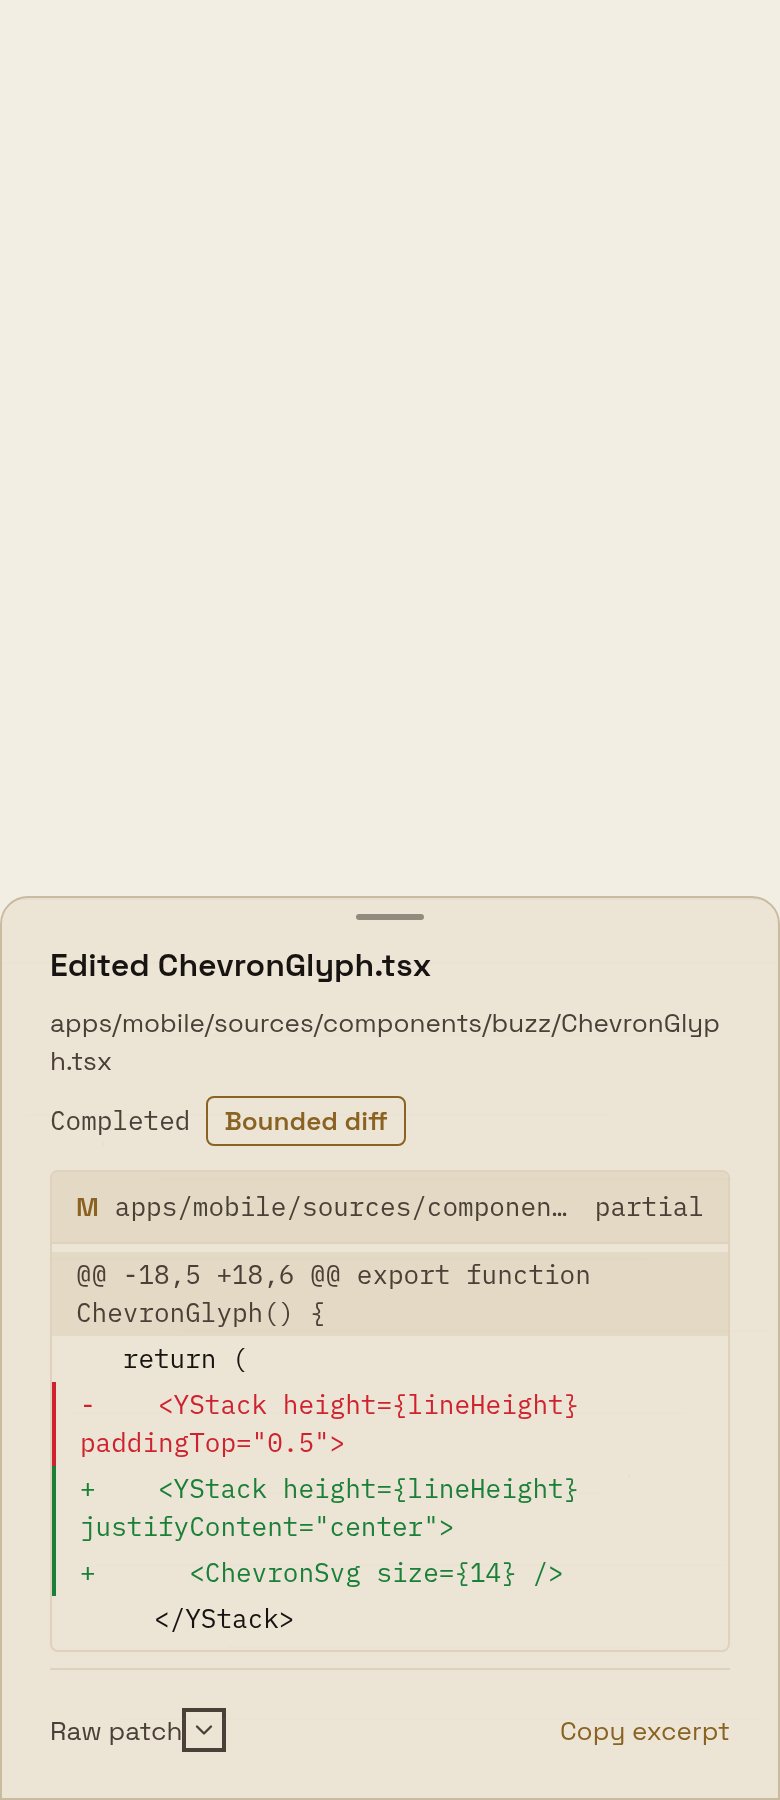 Edited ChevronGlyph.tsx
apps/mobile/sources/components/buzz/ChevronGlyp
h.tsx
Completed Bounded diff
M apps/mobile/sources/componen… partial
@@ -18,5 +18,6 @@ export function
ChevronGlyph() {
   return (
-    <YStack height={lineHeight}
paddingTop="0.5">
+    <YStack height={lineHeight}
justifyContent="center">
+      <ChevronSvg size={14} />
     </YStack>
Raw patch Copy excerpt